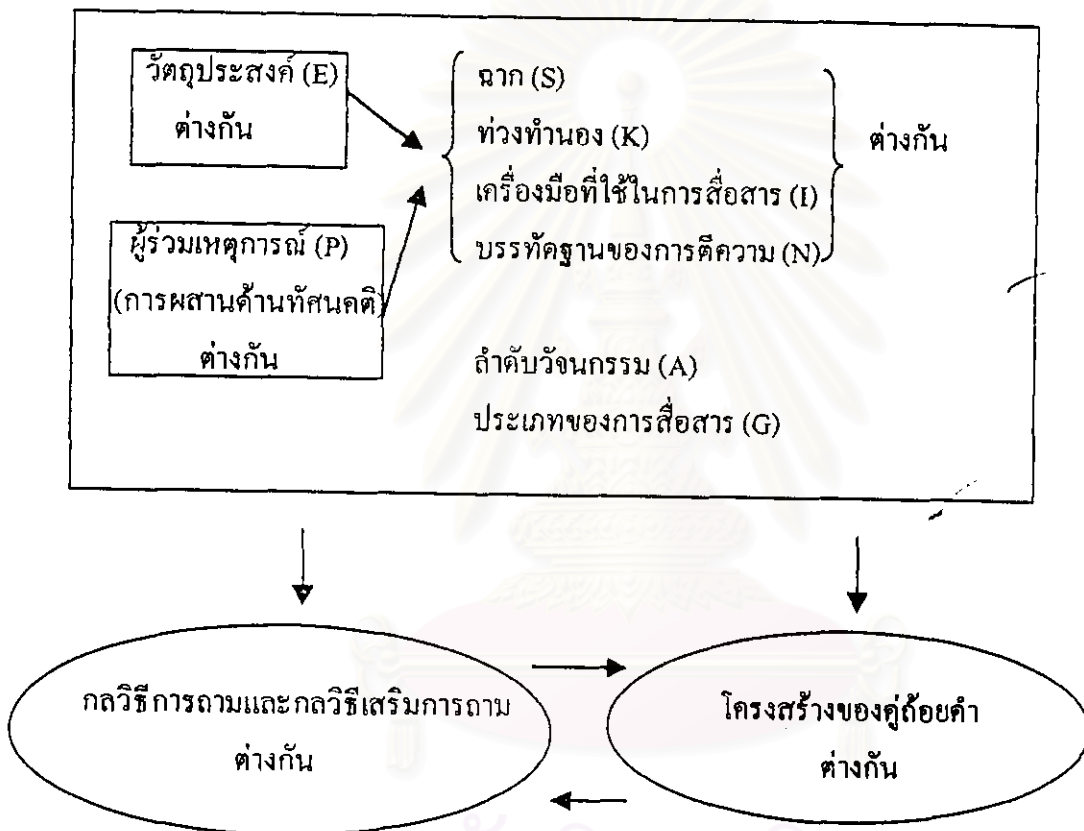 วัตถุประสงค์ (E)
ต่างกัน
ผู้ร่วมเหตุการณ์ (P)
(การผสานด้านทัศนคติ)
ต่างกัน
ฉาก (S)
ท่วงทำนอง (K)
เครื่องมือที่ใช้ในการสื่อสาร (I)
บรรทัดฐานของการตีความ (N)
ต่างกัน
ลำดับวัจนกรรม (A)
ประเภทของการสื่อสาร (G)
กลวิธีการถามและกลวิธีเสริมการถาม
ต่างกัน
โครงสร้างของคู่ถ้อยคำ
ต่างกัน